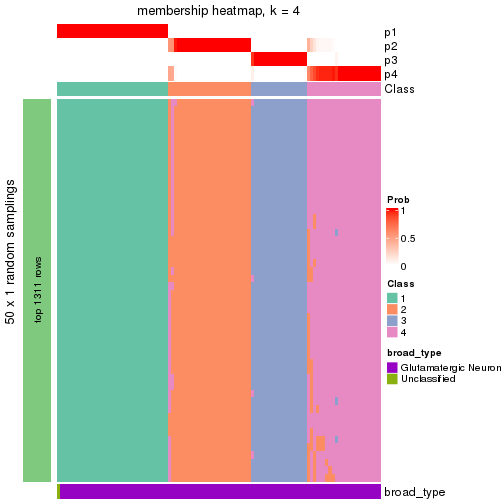 membership heatmap, k = 4
p1
p2
p3
p4
Class
50 x 1 random samplings
top 1311 rows
Prob
1
0.5
0
Class
1
2
3
4
broad_type
Glutamatergic Neuron
Unclassified
broad_type